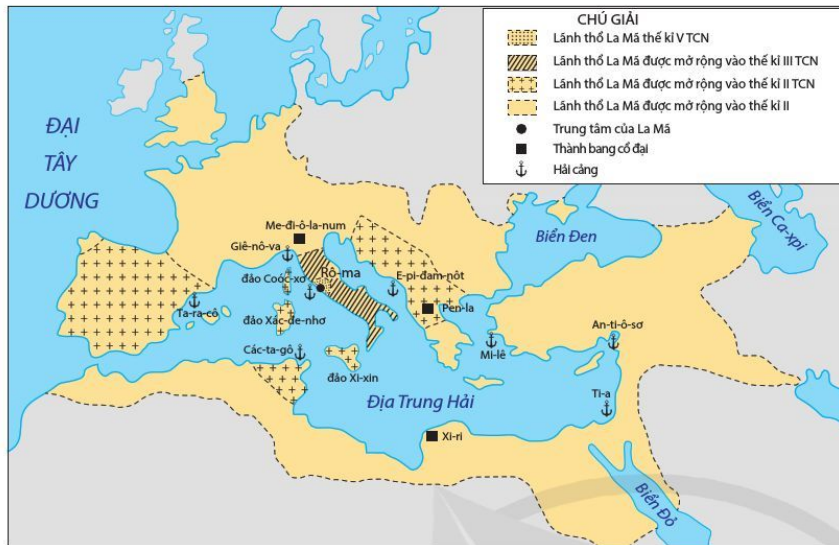 CHÚ GIẢI
Lãnh thổ La Mã thế kỉ V TCN
Lãnh thổ La Mã được mở rộng vào thế kỉ III TCN
Lãnh thổ La Mã được mở rộng vào thế kỉ II TCN
Lãnh thổ La Mã được mở rộng vào thế kỉ II
Trung tâm của La Mã
Thành bang cổ đại
Hải cảng
ĐẠI
TÂY
DƯƠNG
Biển Ca-xpi
Biển Đen
Me-đi-ô-la-num
Giê-nô-va
Rô-ma
E-pi-đam-nôt
đảo Coóc-xơ
Ta-ra-cô
Pen-la
đảo Xác-đe-nhơ
An-ti-ô-sơ
Mi-lê
Các-ta-gô
đảo Xi-xin
Ti-a
Địa Trung Hải
Xi-ri
Biển Đỏ